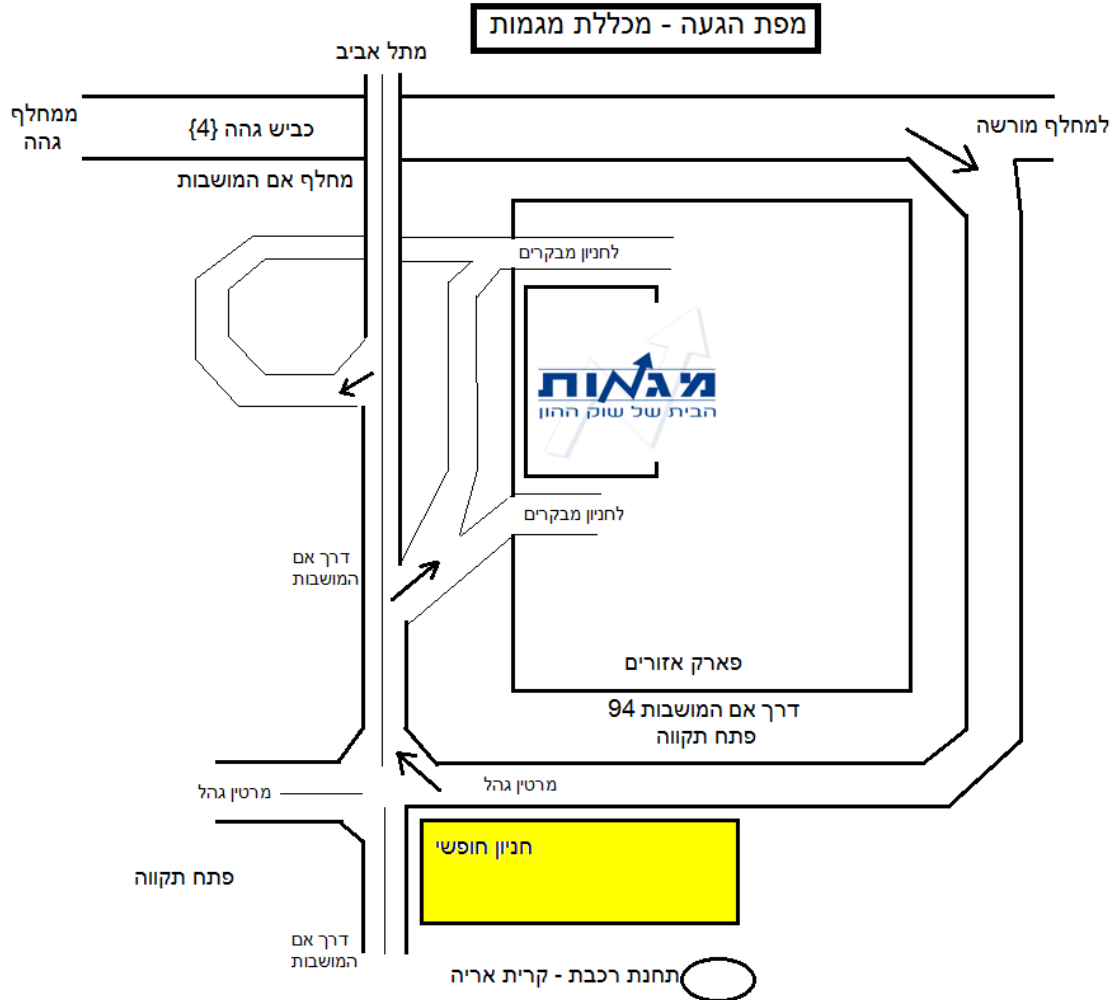 מפת הגעה - מכללת מגמות
מתל אביב
ממחלף
גהה
כביש גהה {4}
למחלף מורשה
מחלף אם המושבות
לחניון מבקרים
מגמות
הבית של שוק ההון
לחניון מבקרים
דרך אם
המושבות
פארק אזורים
דרך אם המושבות 94
פתח תקווה
מרטין גהל
מרטין גהל
חניון חופשי
פתח תקווה
דרך אם
המושבות
תחנת רכבת - קרית אריה